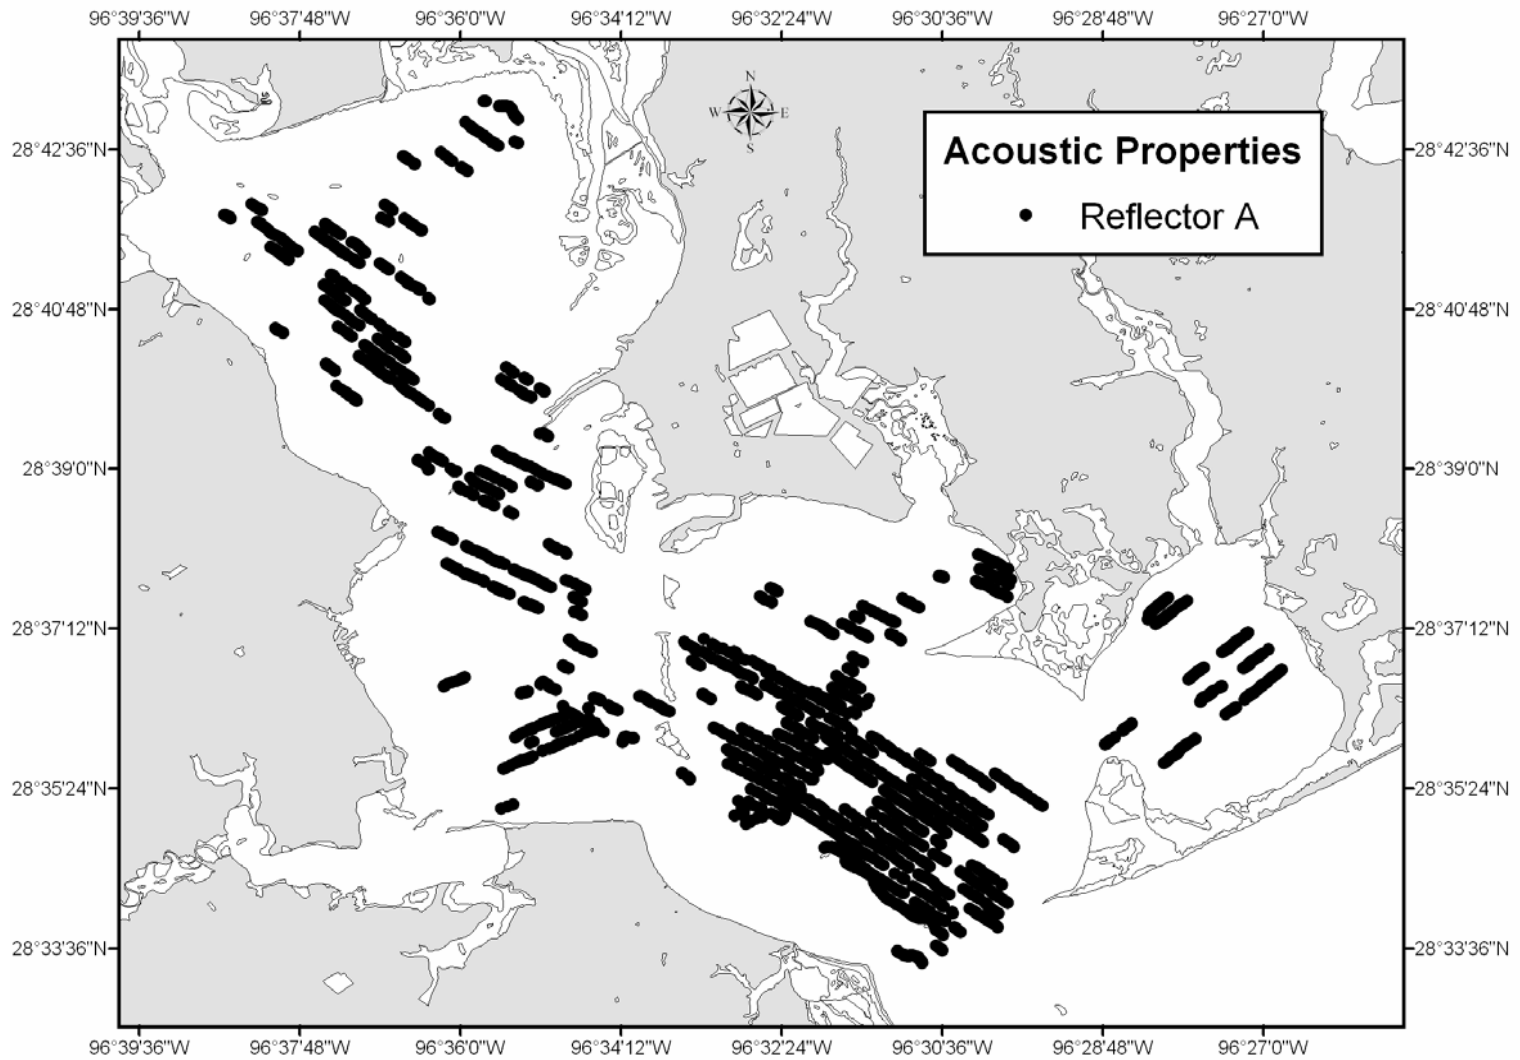 96°39'36"W 96°37'48"W 96°36'0"W 96°34'12"W 96°32'24"W 96°30'36"W 96°28'48"W 96°27'0"W
N
W E
S
Acoustic Properties
Reflector A
28°42'36"N 28°42'36"N
28°40'48"N 28°40'48"N
28°39'0"N 28°39'0"N
28°37'12"N 28°37'12"N
28°35'24"N 28°35'24"N
28°33'36"N 28°33'36"N
96°39'36"W 96°37'48"W 96°36'0"W 96°34'12"W 96°32'24"W 96°30'36"W 96°28'48"W 96°27'0"W